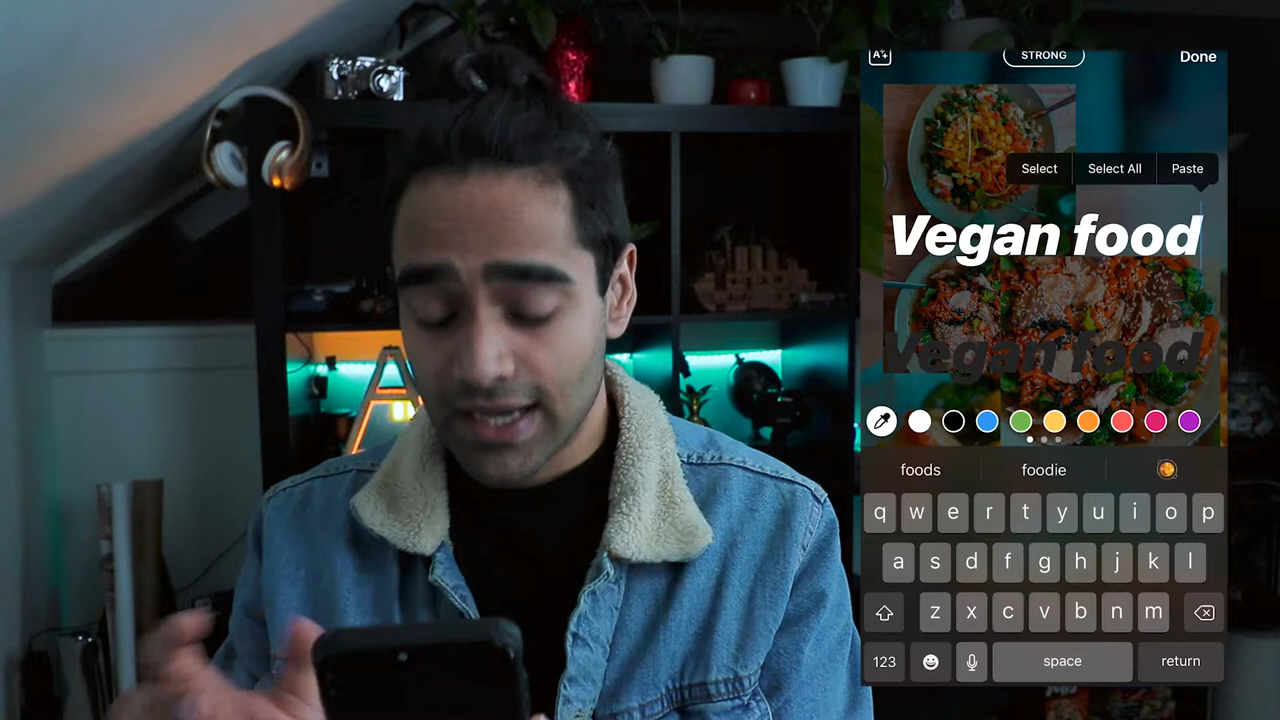 A+
STRONG
Done
Select
Select All
Paste
Vegan food
Vegan food
foods
foodie
q w e r t y u i o p
a s d f g h j k l
z x c v b n m
123
space
return